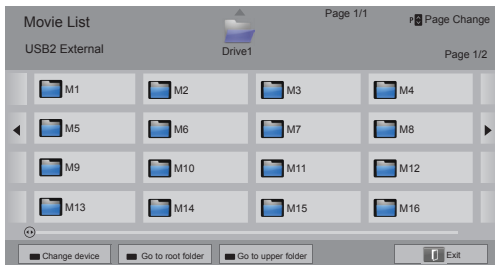 Movie List
Page 1/1
P Page Change
USB2 External
Drive1
Page 1/2
M1 M2 M3 M4
M5 M6 M7 M8
M9 M10 M11 M12
M13 M14 M15 M16
Change device Go to root folder Go to upper folder Exit